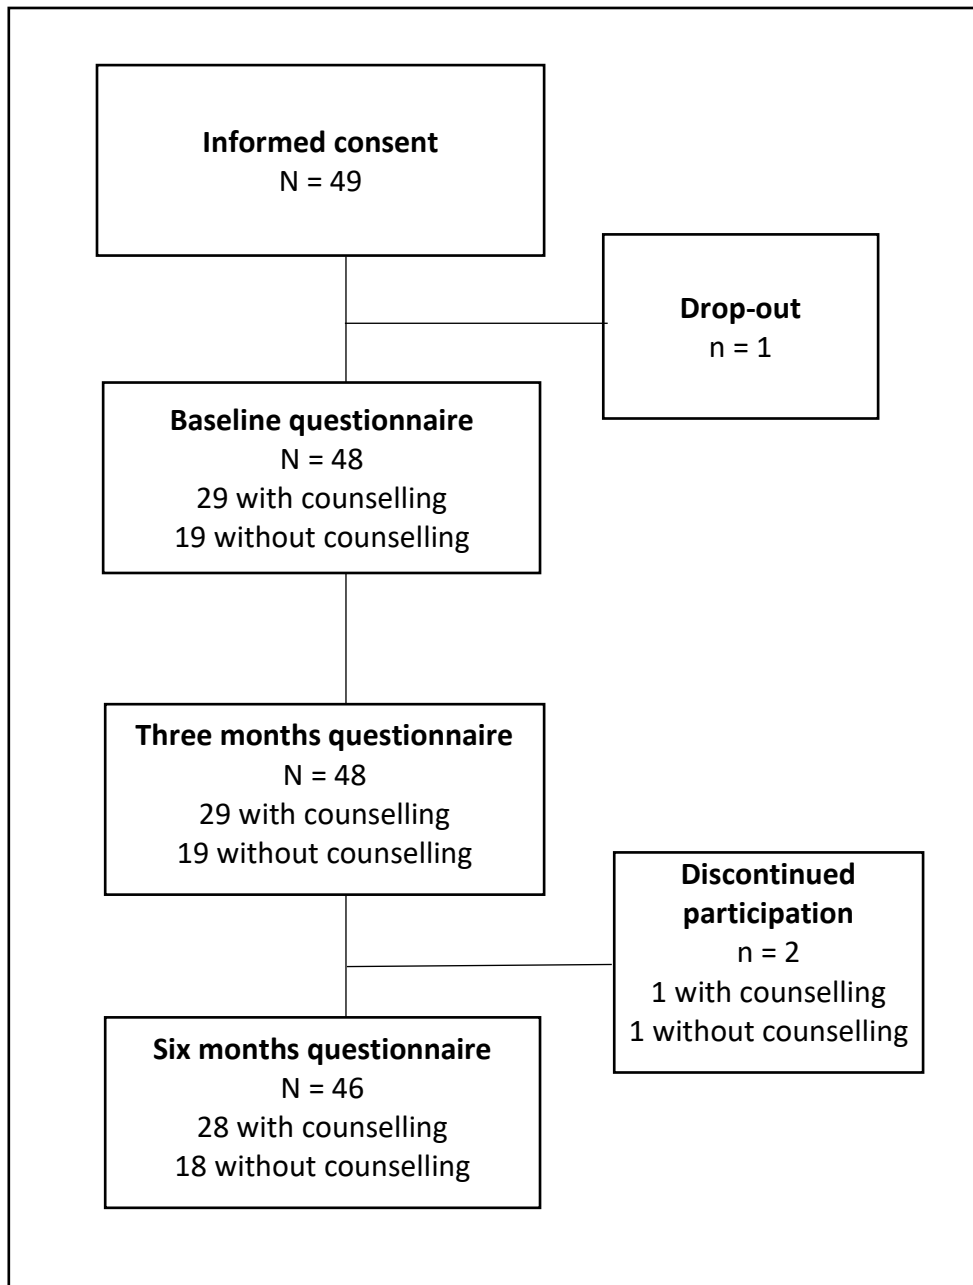 Informed consent
N = 49
Drop-out
n = 1
Baseline questionnaire
N = 48
29 with counselling
19 without counselling
Three months questionnaire
N = 48
29 with counselling
19 without counselling
Discontinued
participation
n = 2
1 with counselling
1 without counselling
Six months questionnaire
N = 46
28 with counselling
18 without counselling